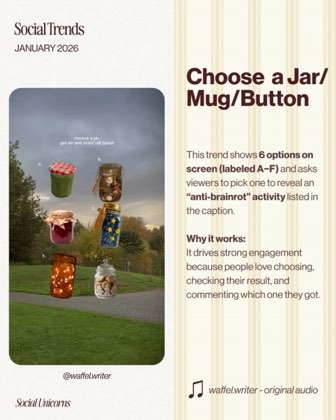 Social Trends
JANUARY 2026
Choose a Jar/
Mug/Button
choose a jar,
get an anti brain rot quest
This trend shows 6 options on
screen (labeled A–F) and asks
viewers to pick one to reveal an
“anti-brainrot” activity listed in
the caption.
Why it works:
It drives strong engagement
because people love choosing,
checking their result, and
commenting which one they got.
@waffel.writer
Social Unicorns
waffel.writer - original audio